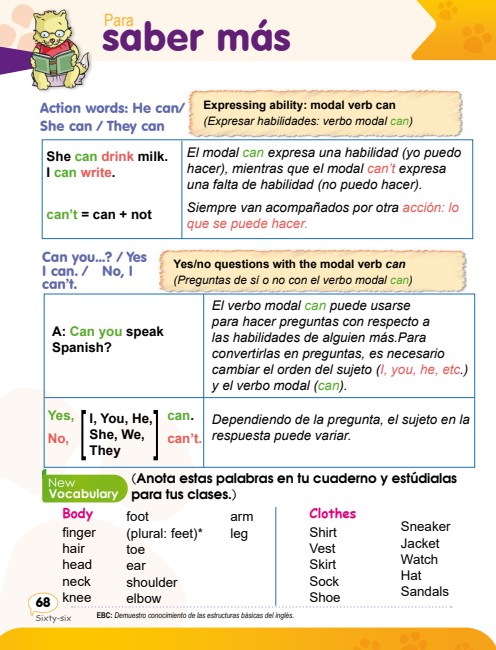 Para
saber más
Action words: He can/
She can / They can
Expressing ability: modal verb can
(Expresar habilidades: verbo modal can)
She can drink milk.
I can write.
can't = can + not
El modal can expresa una habilidad (yo puedo
hacer), mientras que el modal can't expresa
una falta de habilidad (no puedo hacer).
Siempre van acompañados por otra acción: lo
que se puede hacer.
Can you...? / Yes
I can. / No, I
can't.
Yes/no questions with the modal verb can
(Preguntas de sí o no con el verbo modal can)
A: Can you speak
Spanish?
El verbo modal can puede usarse
para hacer preguntas con respecto a
las habilidades de alguien más.Para
convertirlas en preguntas, es necesario
cambiar el orden del sujeto (I, you, he, etc.)
y el verbo modal (can).
Yes,
No,
I, You, He,
She, We,
They
can.
can't.
Dependiendo de la pregunta, el sujeto en la
respuesta puede variar.
New
Vocabulary
(Anota estas palabras en tu cuaderno y estúdialas
para tus clases.)
Body
finger
hair
head
neck
knee
foot
(plural: feet)*
toe
ear
shoulder
elbow
arm
leg
Clothes
Shirt
Vest
Skirt
Sock
Shoe
Sneaker
Jacket
Watch
Hat
Sandals
68
Sixty-six
EBC: Demuestro conocimiento de las estructuras básicas del inglés.